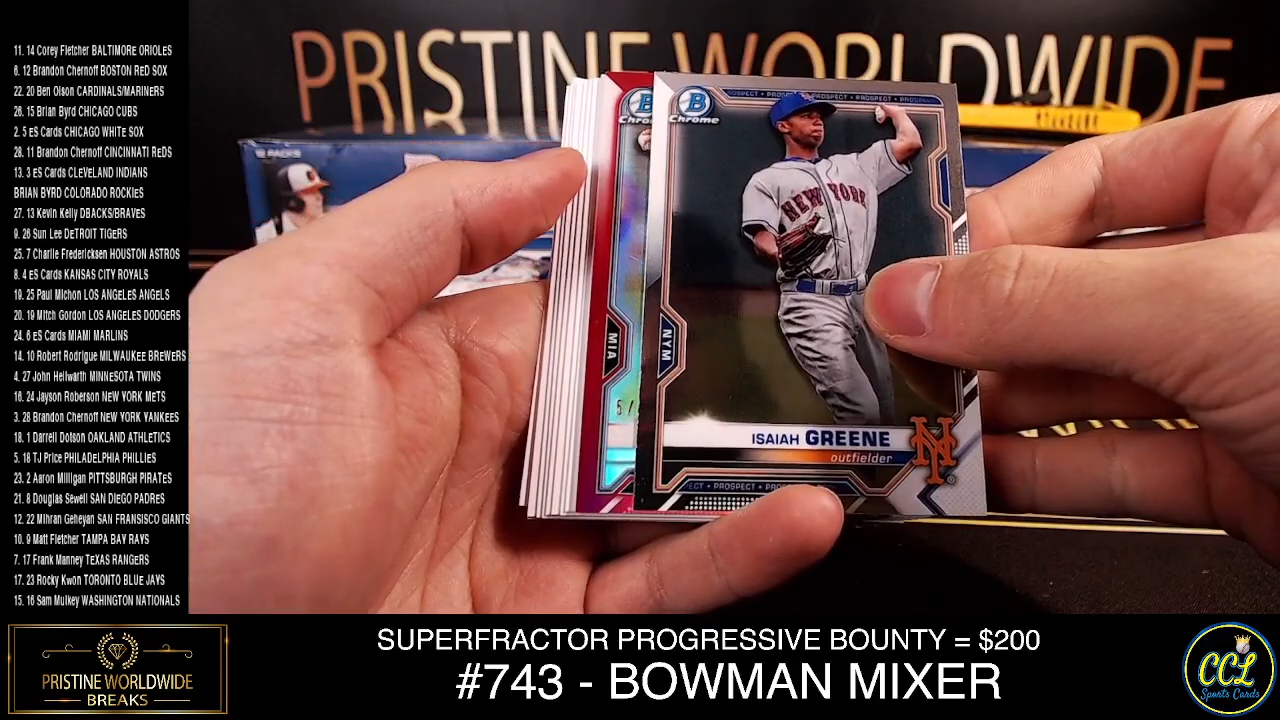 11. 14 Corey Fletcher BALTIMORE ORIOLES
6. 12 Brandon Chernoff BOSTON RED SOX
22. 20 Ben Olson CARDINALS/MARINERS
26. 15 Brian Byrd CHICAGO CUBS
2. 5 ES Cards CHICAGO WHITE SOX
28. 11 Brandon Chernoff CINCINNATI REDS
13. 3 ES Cards CLEVELAND INDIANS
BRIAN BYRD COLORADO ROCKIES
27. 13 Kevin Kelly DBACKS/BRAVES
9. 26 Sun Lee DETROIT TIGERS
25. 7 Charlie Fredericksen HOUSTON ASTROS
8. 4 ES Cards KANSAS CITY ROYALS
19. 25 Paul Michon LOS ANGELES ANGELS
20. 19 Mitch Gordon LOS ANGELES DODGERS
24. 6 ES Cards MIAMI MARLINS
14. 10 Robert Rodrigue MILWAUKEE BREWERS
4. 27 John Hellwarth MINNESOTA TWINS
16. 24 Jayson Roberson NEW YORK METS
3. 28 Brandon Chernoff NEW YORK YANKEES
18. 1 Darrell Dotson OAKLAND ATHLETICS
5. 18 TJ Price PHILADELPHIA PHILLIES
23. 2 Aaron Milligan PITTSBURGH PIRATES
21. 8 Douglas Sewell SAN DIEGO PADRES
12. 22 Mihran Geheyan SAN FRANSISCO GIANTS
10. 9 Matt Fletcher TAMPA BAY RAYS
7. 17 Frank Manney TEXAS RANGERS
17. 23 Rocky Kwon TORONTO BLUE JAYS
15. 16 Sam Mulkey WASHINGTON NATIONALS
PRISTINE WORLDWIDE
12 PACKS
B Chrome
B Chrome
PROSPECT • PROSPECT
NEW YORK
MIA
NYM
5/
ISAIAH GREENE
outfielder
NY
PROSPECT
PRISTINE WORLDWIDE
BREAKS
SUPERFRACTOR PROGRESSIVE BOUNTY = $200
#743 - BOWMAN MIXER
CCL
Sports Cards